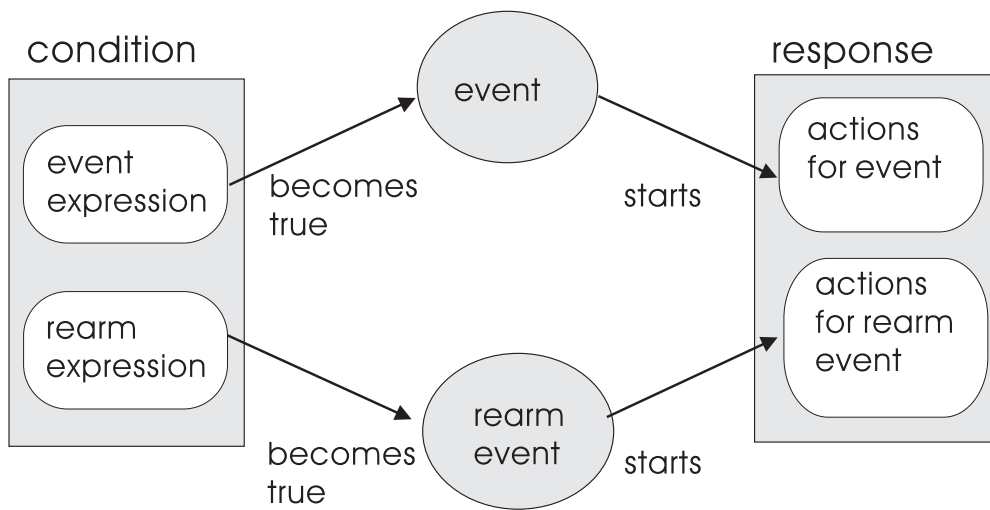 condition
event
expression
rearm
expression
becomes
true
becomes
true
event
rearm
event
starts
starts
response
actions
for event
actions
for rearm
event